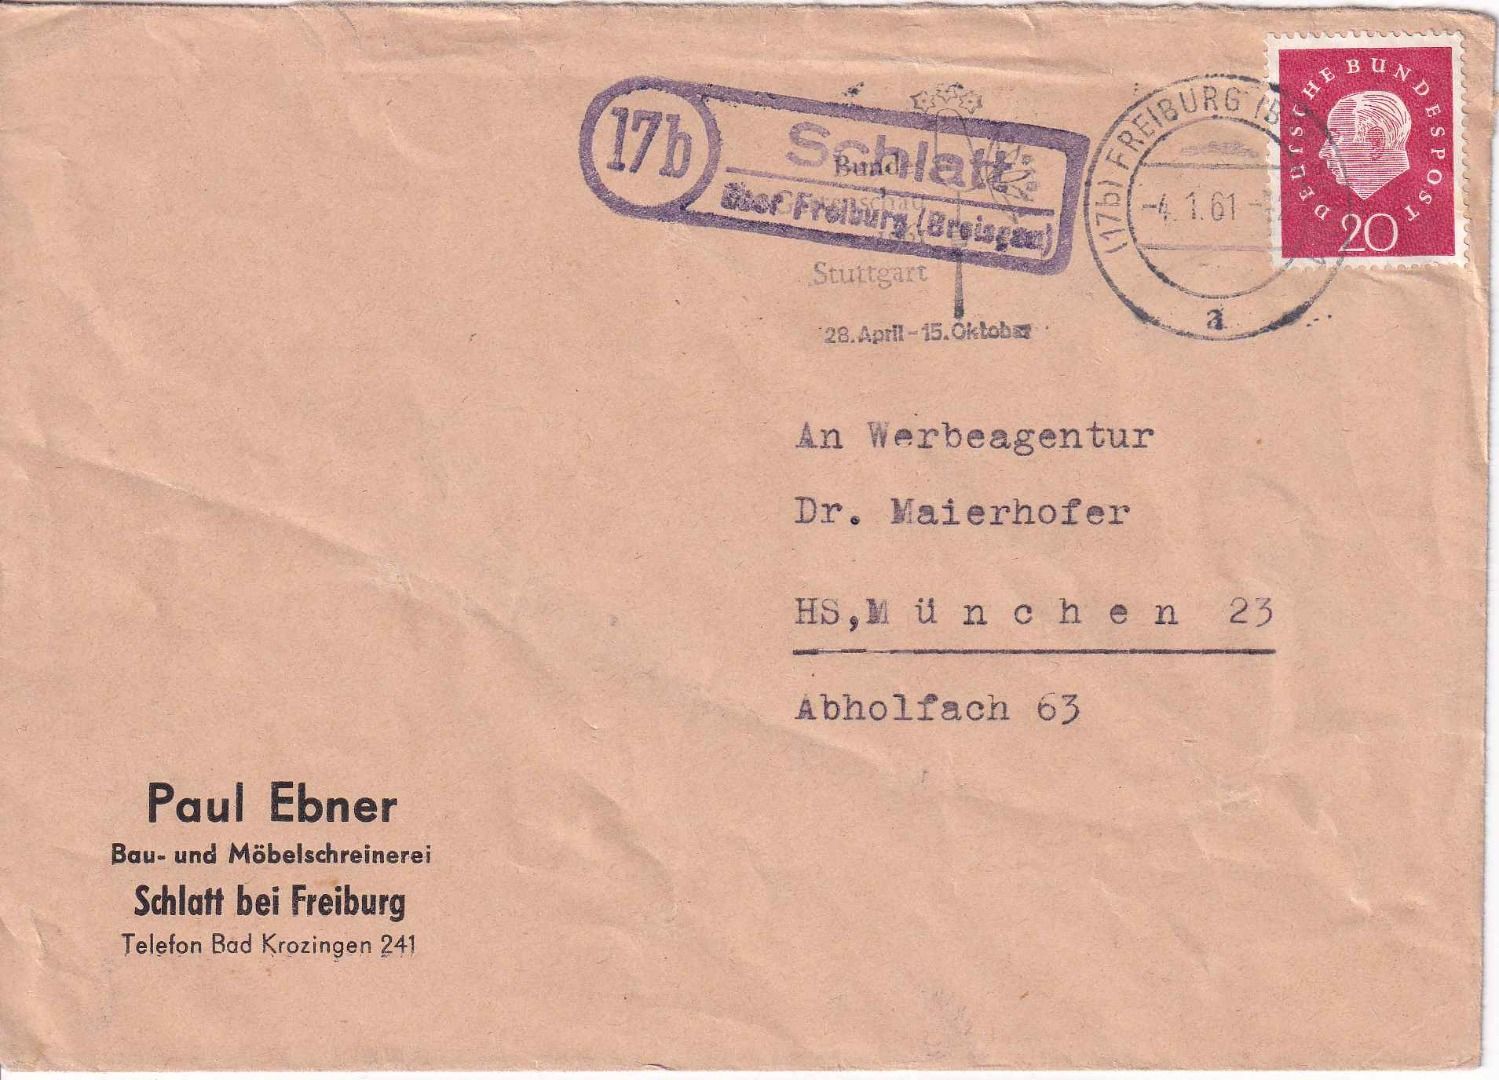 17b
Schlatt
über Freiburg (Breisgau)
Bund
Stuttgart
28. April - 15. Oktober
(17b) FREIBURG (B
-4. 1. 61
a
DEUTSCHE BUNDESPOST
20
An Werbeagentur
Dr. Maierhofer
HS, M ü n c h e n 23
Abholfach 63
Paul Ebner
Bau- und Möbelschreinerei
Schlatt bei Freiburg
Telefon Bad Krozingen 241